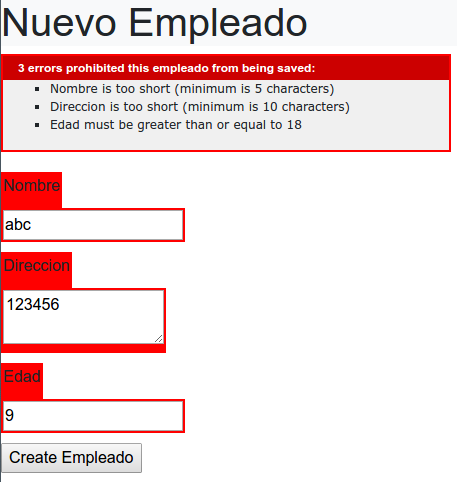 Nuevo Empleado
3 errors prohibited this empleado from being saved:
Nombre is too short (minimum is 5 characters)
Direccion is too short (minimum is 10 characters)
Edad must be greater than or equal to 18
Nombre
abc
Direccion
123456
Edad
9
Create Empleado